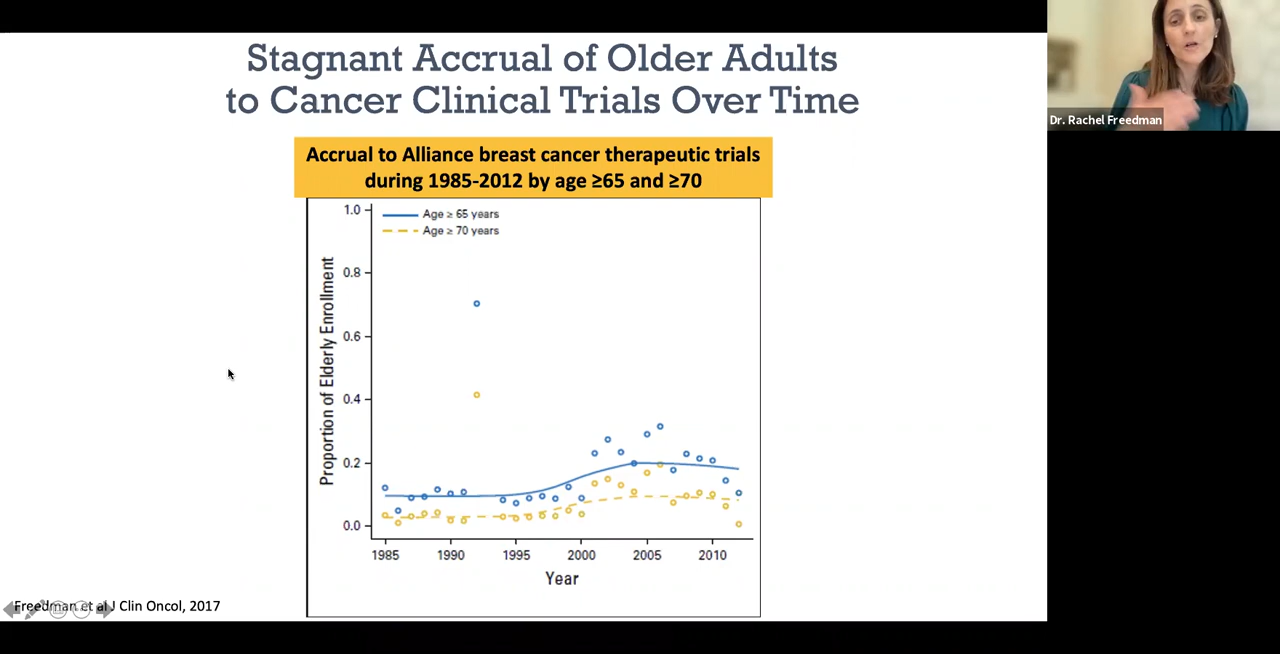 Stagnant Accrual of Older Adults
to Cancer Clinical Trials Over Time
Dr. Rachel Freedman
Accrual to Alliance breast cancer therapeutic trials
during 1985-2012 by age ≥65 and ≥70
Age ≥ 65 years
Age ≥ 70 years
Proportion of Elderly Enrollment
1.0
0.8
0.6
0.4
0.2
0.0
1985 1990 1995 2000 2005 2010
Year
Freedman et al J Clin Oncol, 2017